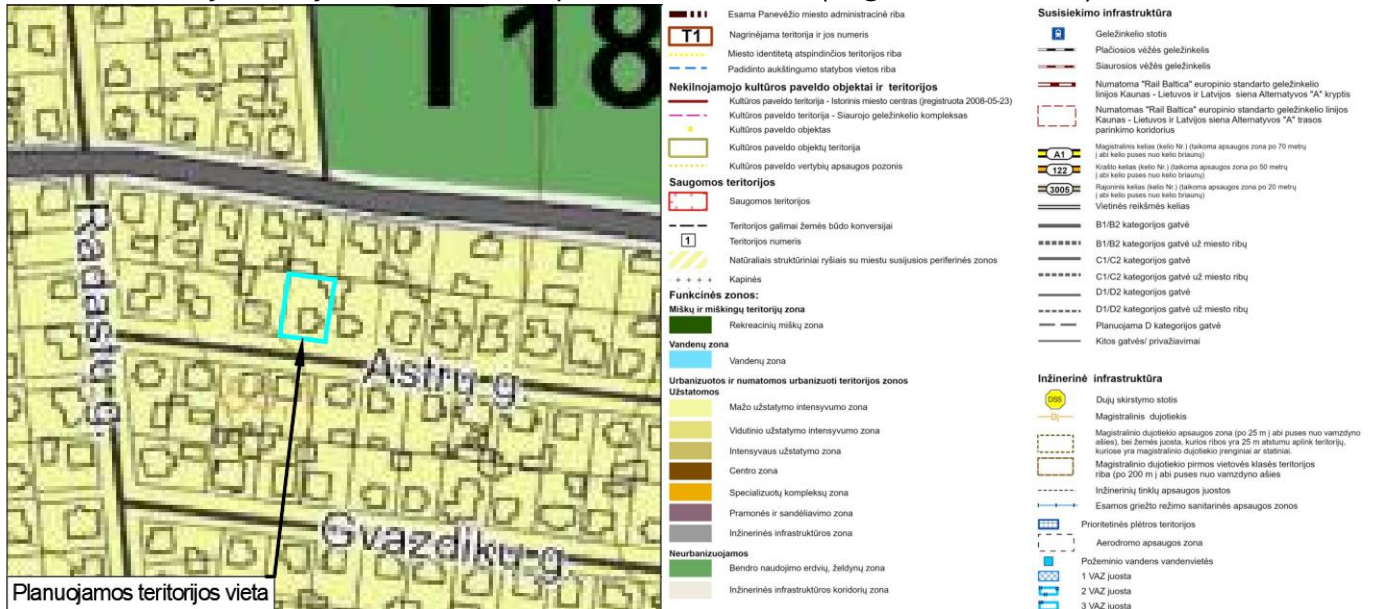 T18
Radastų g.
Astrų g.
Gvazdikų g.
Planuojamos teritorijos vieta
Esama Panevėžio miesto administracinė riba
T1 Nagrinėjama teritorija ir jos numeris
Miesto identitetą atspindinčios teritorijos riba
Padidinto aukštingumo statybos vietos riba
Nekilnojamojo kultūros paveldo objektai ir teritorijos
Kultūros paveldo teritorija - Istorinis miesto centras (įregistruota 2008-05-23)
Kultūros paveldo teritorija - Siaurojo geležinkelio kompleksas
Kultūros paveldo objektas
Kultūros paveldo objektų teritorija
Kultūros paveldo vertybių apsaugos pozonis
Saugomos teritorijos
Saugomos teritorijos
Teritorijos galimai žemės būdo konversijai
1 Teritorijos numeris
Natūraliais struktūriniai ryšiais su miestu susijusios periferinės zonos
Kapinės
Funkcinės zonos:
Miškų ir miškingų teritorijų zona
Rekreacinių miškų zona
Vandenų zona
Vandenų zona
Urbanizuotos ir numatomos urbanizuoti teritorijos zonos
Užstatomos
Mažo užstatymo intensyvumo zona
Vidutinio užstatymo intensyvumo zona
Intensyvaus užstatymo zona
Centro zona
Specializuotų kompleksų zona
Pramonės ir sandėliavimo zona
Inžinerinės infrastruktūros zona
Neurbanizuojamos
Bendro naudojimo erdvių, želdynų zona
Inžinerinės infrastruktūros koridorių zona
Susisiekimo infrastruktūra
Geležinkelio stotis
Plačiosios vėžės geležinkelis
Siaurosios vėžės geležinkelis
Numatoma "Rail Baltica" europinio standarto geležinkelio
linijos Kaunas - Lietuvos ir Latvijos siena Alternatyvos "A" kryptis
Numatomas "Rail Baltica" europinio standarto geležinkelio linijos
Kaunas - Lietuvos ir Latvijos siena Alternatyvos "A" trasos
parinkimo koridorius
A1 Magistralinis kelias (kelio Nr.) (taikoma apsaugos zona po 70 metrų
į abi kelio puses nuo kelio briaunų)
122 Krašto kelias (kelio Nr.) (taikoma apsaugos zona po 50 metrų
į abi kelio puses nuo kelio briaunų)
3005 Rajoninis kelias (kelio Nr.) (taikoma apsaugos zona po 20 metrų
į abi kelio puses nuo kelio briaunų)
Vietinės reikšmės kelias
B1/B2 kategorijos gatvė
B1/B2 kategorijos gatvė už miesto ribų
C1/C2 kategorijos gatvė
C1/C2 kategorijos gatvė už miesto ribų
D1/D2 kategorijos gatvė
D1/D2 kategorijos gatvė už miesto ribų
Planuojama D kategorijos gatvė
Kitos gatvės/ privažiavimai
Inžinerinė infrastruktūra
DSS Dujų skirstymo stotis
Dj Magistralinis dujotiekis
Magistralinio dujotiekio apsaugos zona (po 25 m į abi puses nuo vamzdyno
ašies), bei žemės juosta, kurios ribos yra 25 m atstumu aplink teritorijų,
kuriose yra magistralinio dujotiekio įrenginiai ar statiniai.
Magistralinio dujotiekio pirmos vietovės klasės teritorijos
riba (po 200 m į abi puses nuo vamzdyno ašies
Inžinerinių tinklų apsaugos juostos
Esamos griežto režimo sanitarinės apsaugos zonos
Prioritetinės plėtros teritorijos
Aerodromo apsaugos zona
Požeminio vandens vandenvietės
1 VAZ juosta
2 VAZ juosta
3 VAZ juosta